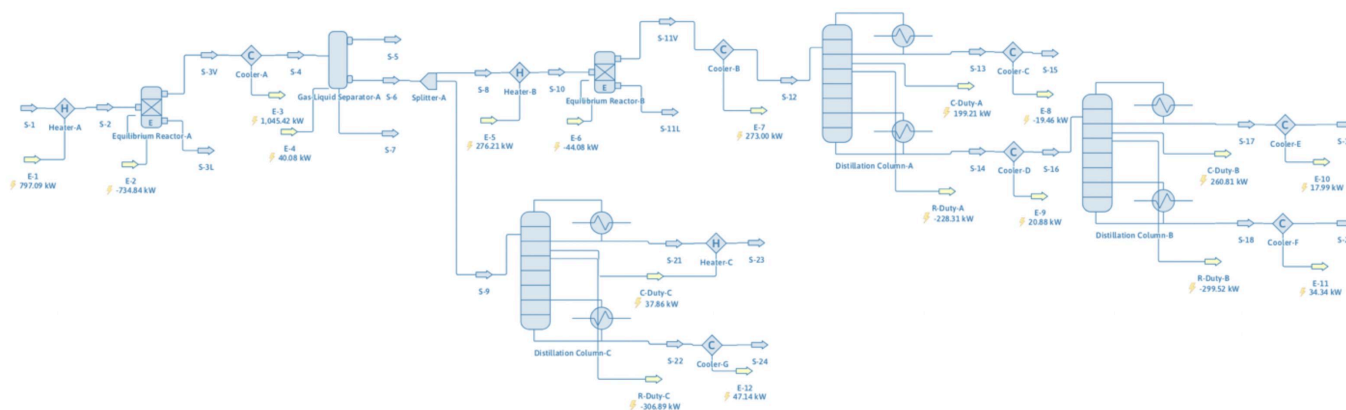 S-1
H
Heater-A
S-2
E
Equilibrium Reactor-A
E-1
797.09 kW
E-2
-734.84 kW
S-3V
S-3L
C
Cooler-A
S-4
E-3
1,045.42 kW
E-4
40.08 kW
Gas-Liquid Separator-A
S-5
S-6
S-7
Splitter-A
S-8
H
Heater-B
S-10
E-5
276.21 kW
E
Equilibrium Reactor-B
E-6
-44.08 kW
S-11V
S-11L
C
Cooler-B
E-7
273.00 kW
S-12
Distillation Column-A
S-13
C
Cooler-C
S-15
C-Duty-A
199.21 kW
E-8
-19.46 kW
S-14
C
Cooler-D
S-16
R-Duty-A
-228.31 kW
E-9
20.88 kW
Distillation Column-B
S-17
C
Cooler-E
C-Duty-B
260.81 kW
E-10
17.99 kW
S-18
C
Cooler-F
R-Duty-B
-299.52 kW
E-11
34.34 kW
S-9
Distillation Column-C
S-21
H
Heater-C
S-23
C-Duty-C
37.86 kW
S-22
C
Cooler-G
S-24
R-Duty-C
-306.89 kW
E-12
47.14 kW